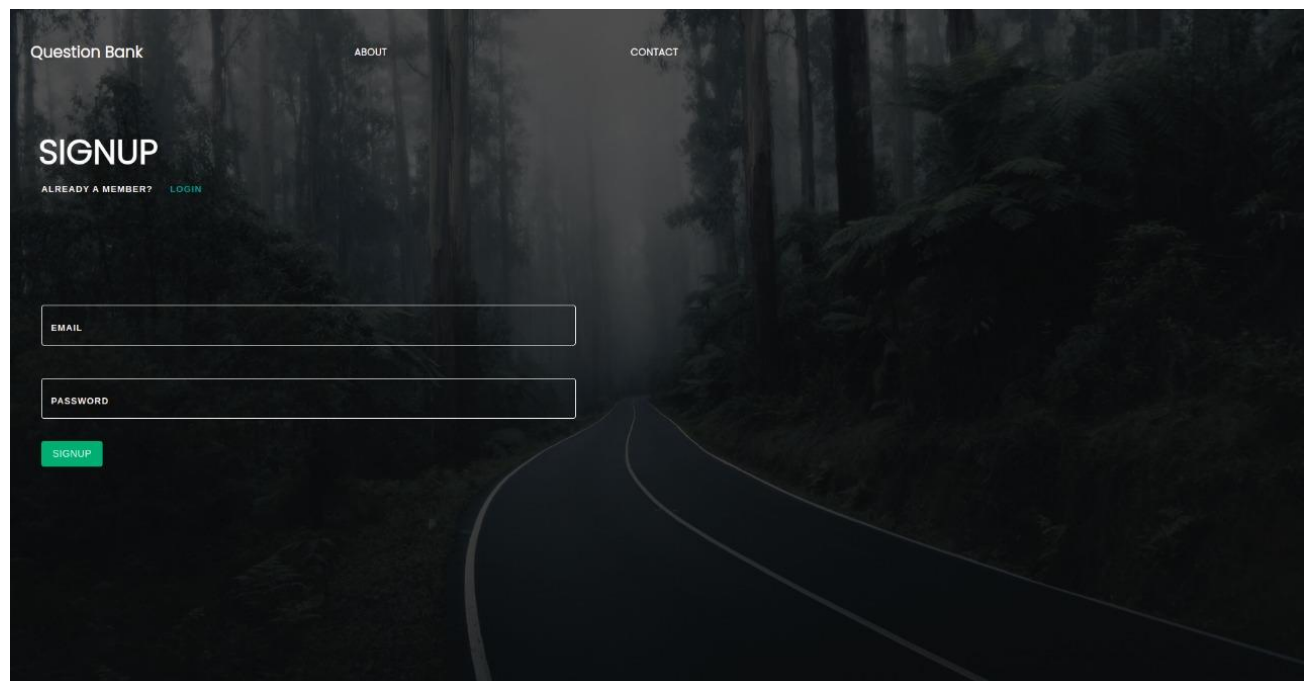 Question Bank ABOUT CONTACT
SIGNUP
ALREADY A MEMBER? LOGIN
EMAIL
PASSWORD
SIGNUP